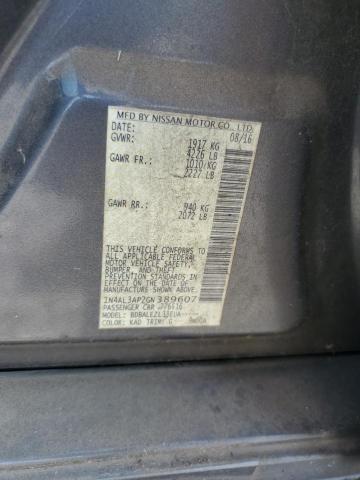 MFD BY NISSAN MOTOR CO., LTD.
DATE: 08/16
GVWR: 1917 KG
4226 LB
GAWR FR: 1010 KG
2227 LB
GAWR RR: 940 KG
2072 LB
THIS VEHICLE CONFORMS TO
ALL APPLICABLE FEDERAL
MOTOR VEHICLE SAFETY,
BUMPER, AND THEFT
PREVENTION STANDARDS IN
EFFECT ON THE DATE OF
MANUFACTURE SHOWN ABOVE.
1N4AL3AP2GN389607
PASSENGER CAR
MODEL: BDBALEZL33EUA
COLOR: KAD TRIM: G